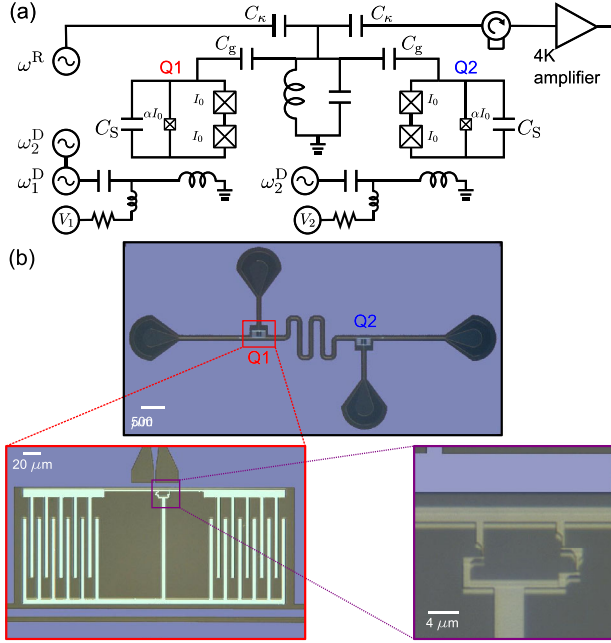 (a)
C_κ
C_κ
ω^R
C_g
C_g
4K
amplifier
Q1
Q2
I_0
I_0
αI_0
αI_0
C_S
C_S
I_0
I_0
ω_2^D
ω_1^D
ω_2^D
V_1
V_2
(b)
Q2
Q1
20 μm
4 μm